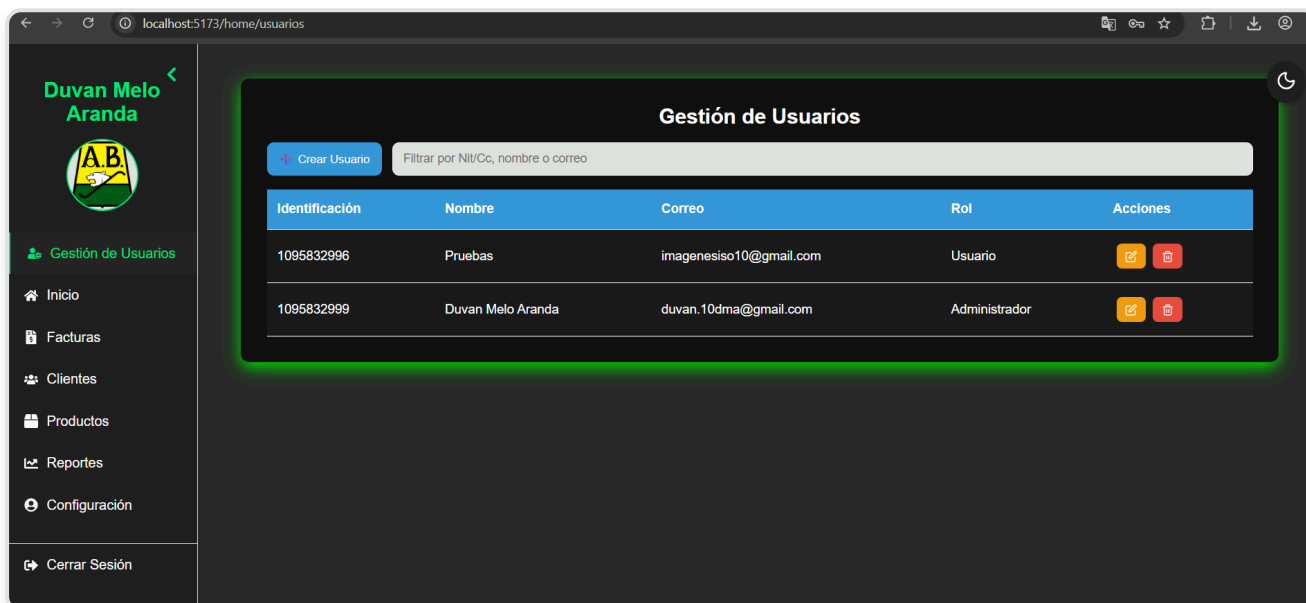 localhost:5173/home/usuarios
Duvan Melo
Aranda
A.B.
Gestión de Usuarios
Inicio
Facturas
Clientes
Productos
Reportes
Configuración
Cerrar Sesión
Gestión de Usuarios
Crear Usuario
Filtrar por Nit/Cc, nombre o correo
Identificación Nombre Correo Rol Acciones
1095832996 Pruebas imagenesiso10@gmail.com Usuario
1095832999 Duvan Melo Aranda duvan.10dma@gmail.com Administrador